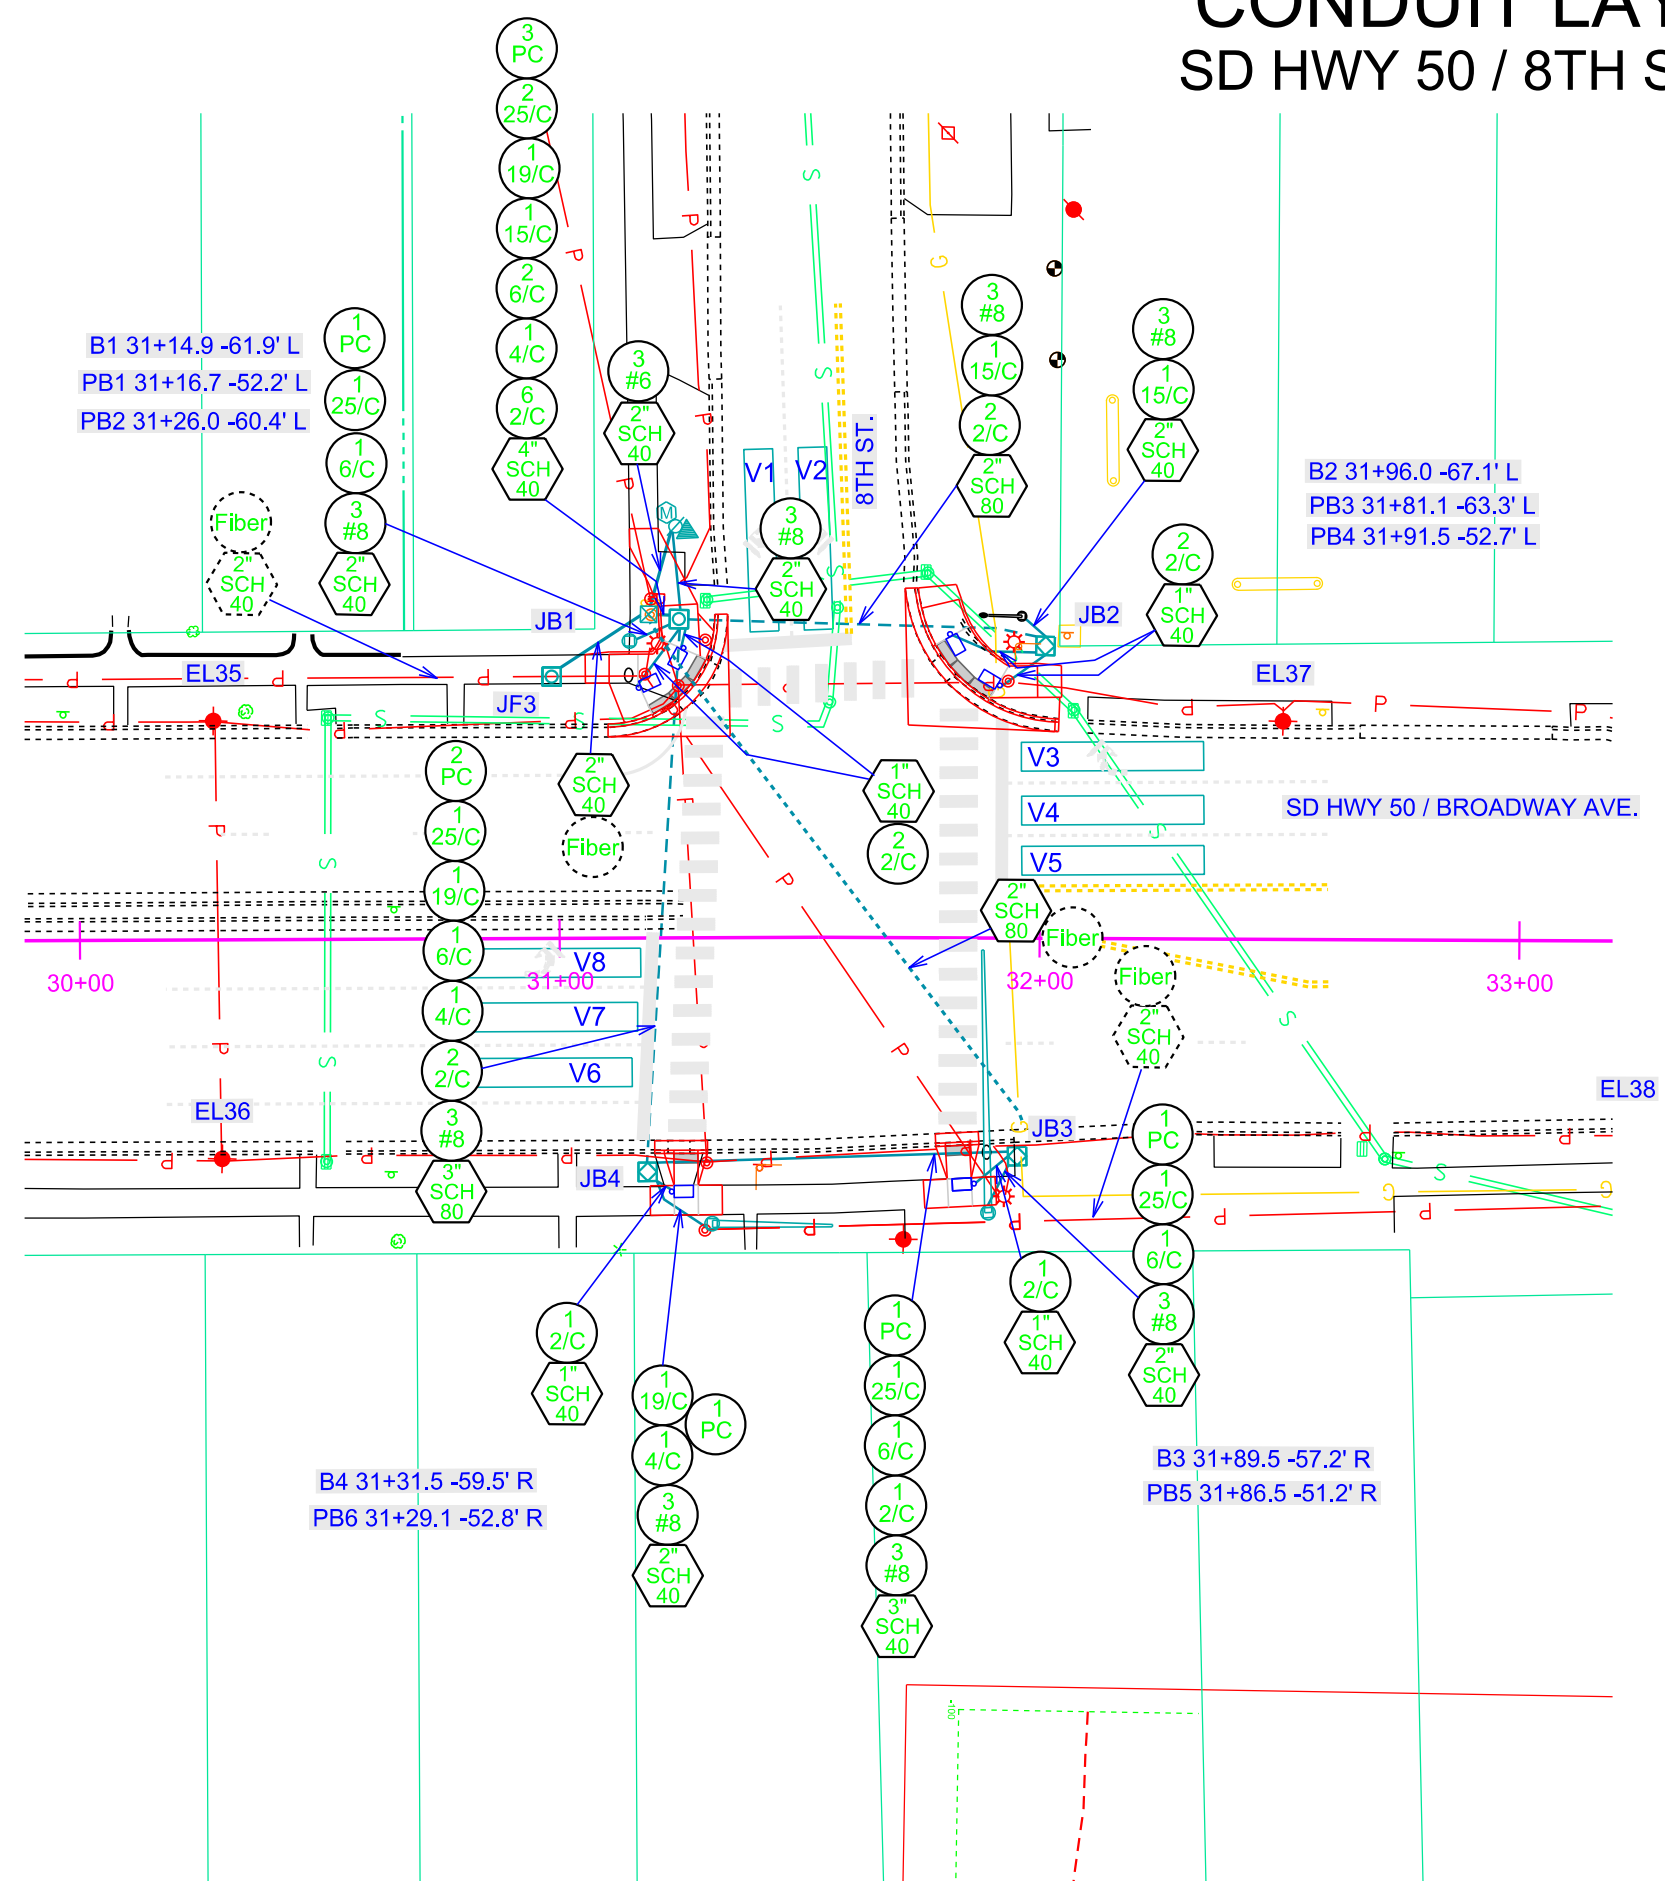 CONDUIT LAY
SD HWY 50 / 8TH S
3
PC
2
25/C
1
19/C
1
15/C
2
6/C
1
4/C
6
2/C
4"
SCH
40
B1 31+14.9 -61.9' L
PB1 31+16.7 -52.2' L
PB2 31+26.0 -60.4' L
1
PC
1
25/C
1
6/C
3
#8
2"
SCH
40
Fiber
2"
SCH
40
3
#6
2"
SCH
40
V1
V2
8TH ST.
3
#8
2"
SCH
40
3
#8
1
15/C
2
2/C
2"
SCH
80
3
#8
1
15/C
2"
SCH
40
2
2/C
1"
SCH
40
B2 31+96.0 -67.1' L
PB3 31+81.1 -63.3' L
PB4 31+91.5 -52.7' L
JB1
JB2
EL35
JF3
EL37
M
P
P
P
P
P
S
S
S
G
2"
SCH
40
Fiber
1"
SCH
40
2
2/C
V3
V4
V5
SD HWY 50 / BROADWAY AVE.
2
PC
1
25/C
1
19/C
1
6/C
1
4/C
2
2/C
3
#8
3"
SCH
80
2"
SCH
80
Fiber
Fiber
2"
SCH
40
30+00
31+00
32+00
33+00
V8
V7
V6
EL36
EL38
JB4
JB3
P
P
P
P
S
S
S
S
S
G
1
PC
1
25/C
1
6/C
3
#8
2"
SCH
40
1
2/C
1"
SCH
40
1
2/C
1"
SCH
40
1
19/C
1
PC
1
4/C
3
#8
2"
SCH
40
1
PC
1
25/C
1
6/C
1
2/C
3
#8
3"
SCH
40
B4 31+31.5 -59.5' R
PB6 31+29.1 -52.8' R
B3 31+89.5 -57.2' R
PB5 31+86.5 -51.2' R
-100